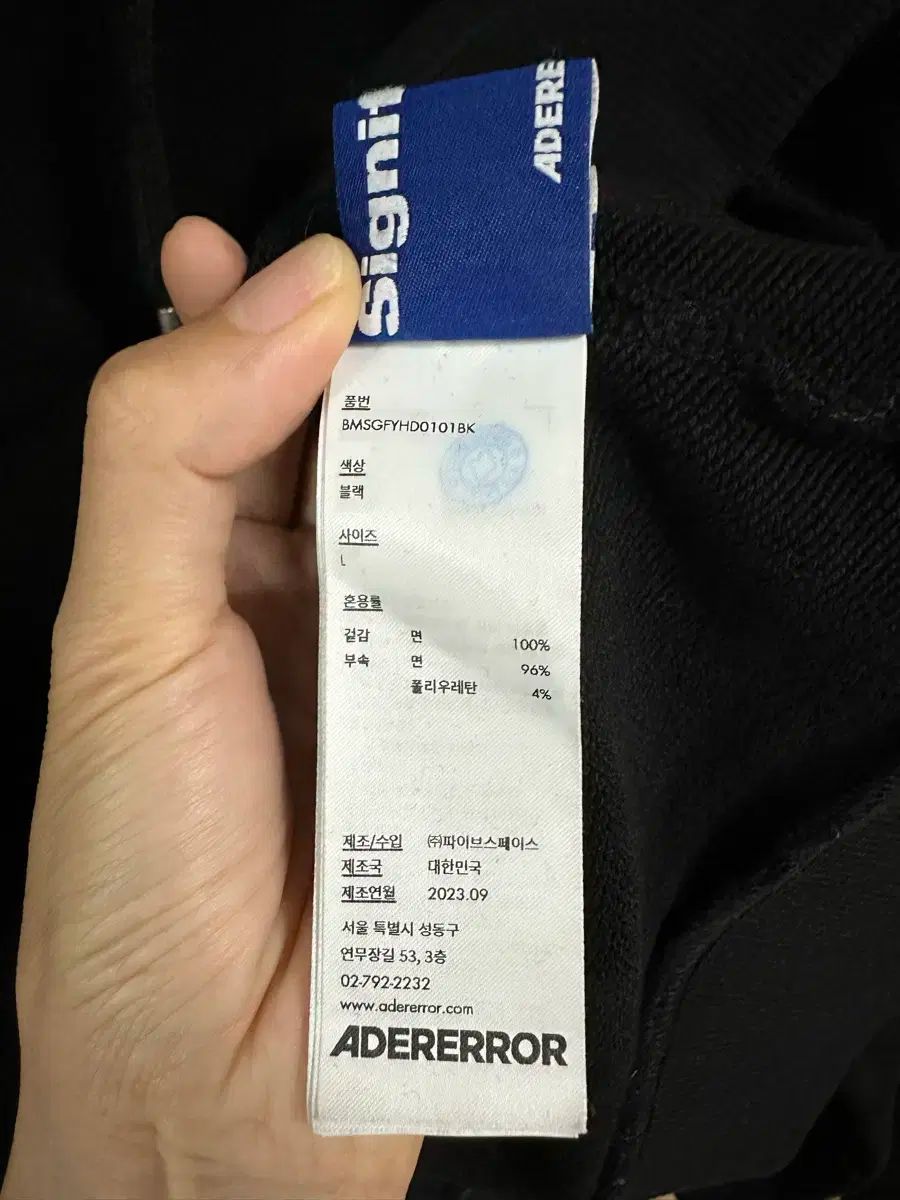 Signif
ADERE
품번
BMSGFYHD0101BK
색상
블랙
사이즈
L
혼용률
겉감 면 100%
부속 면 96%
폴리우레탄 4%
제조/수입 ㈜파이브스페이스
제조국 대한민국
제조연월 2023.09
서울 특별시 성동구
연무장길 53, 3층
02-792-2232
www.adererror.com
ADERERROR